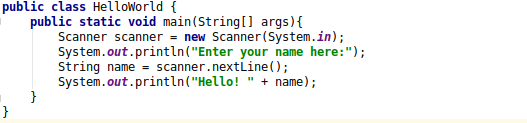 public class HelloWorld {
    public static void main(String[] args){
        Scanner scanner = new Scanner(System.in);
        System.out.println("Enter your name here:");
        String name = scanner.nextLine();
        System.out.println("Hello! " + name);
    }
}